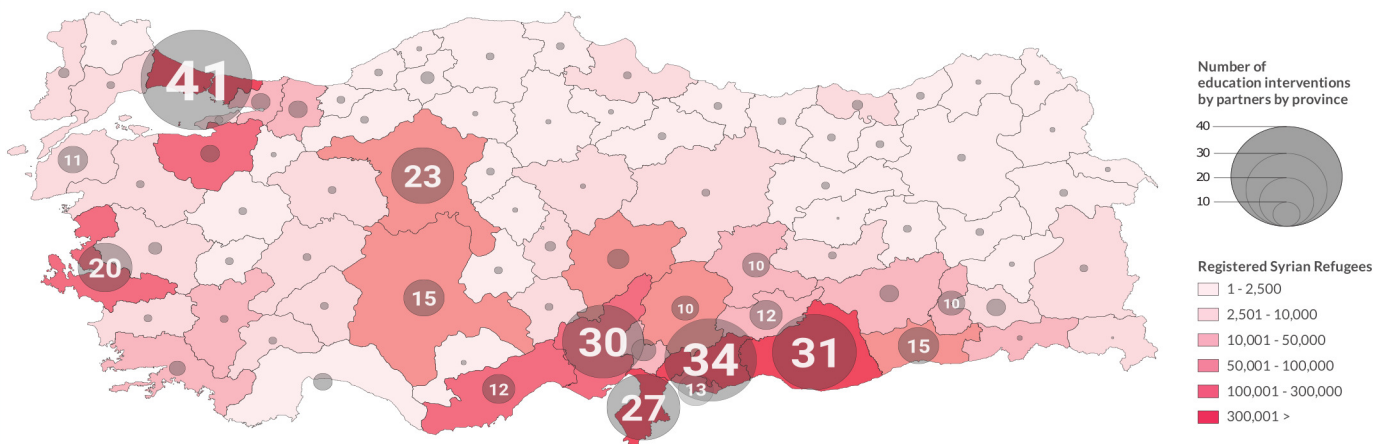 41
11
23
20
15
30
12
34
13
27
10
10
12
31
10
15
Number of
education interventions
by partners by province
40
30
20
10
Registered Syrian Refugees
1 - 2,500
2,501 - 10,000
10,001 - 50,000
50,001 - 100,000
100,001 - 300,000
300,001 >